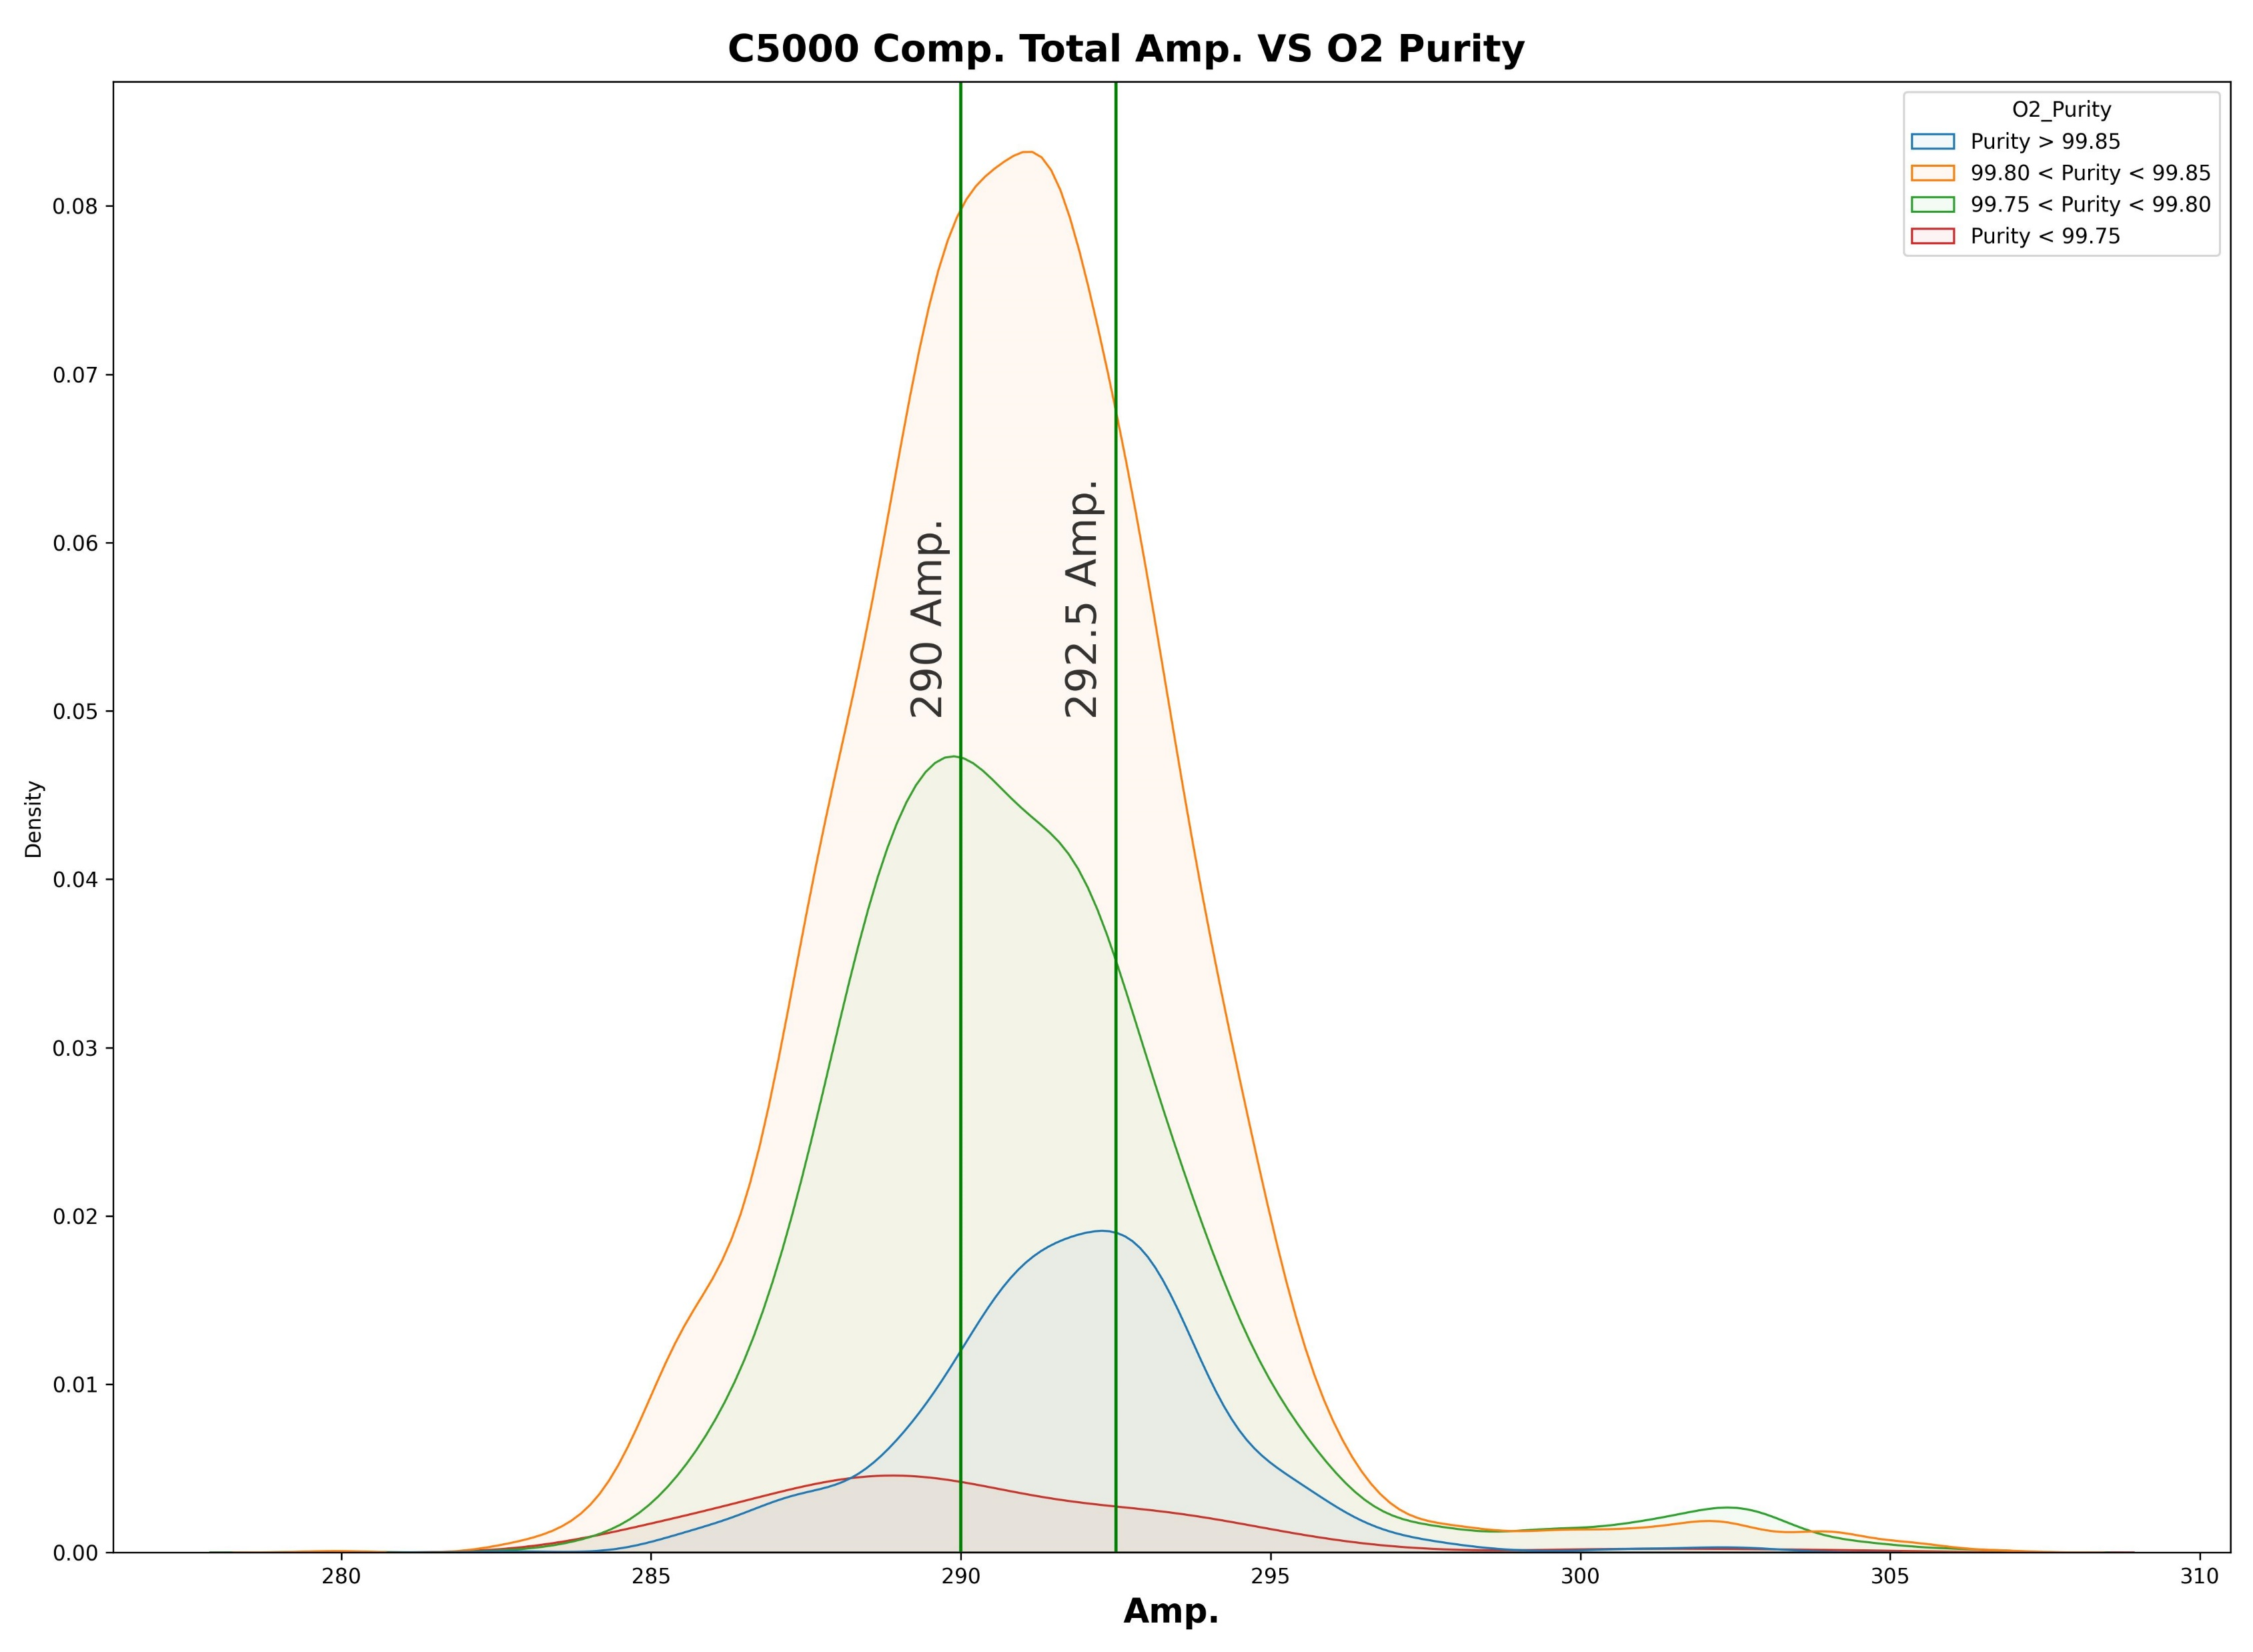 C5000 Comp. Total Amp. VS O2 Purity
O2_Purity
Purity > 99.85
99.80 < Purity < 99.85
99.75 < Purity < 99.80
Purity < 99.75
0.08
0.07
0.06
0.05
0.04
0.03
0.02
0.01
0.00
Density
290 Amp.
292.5 Amp.
280
285
290
295
300
305
310
Amp.